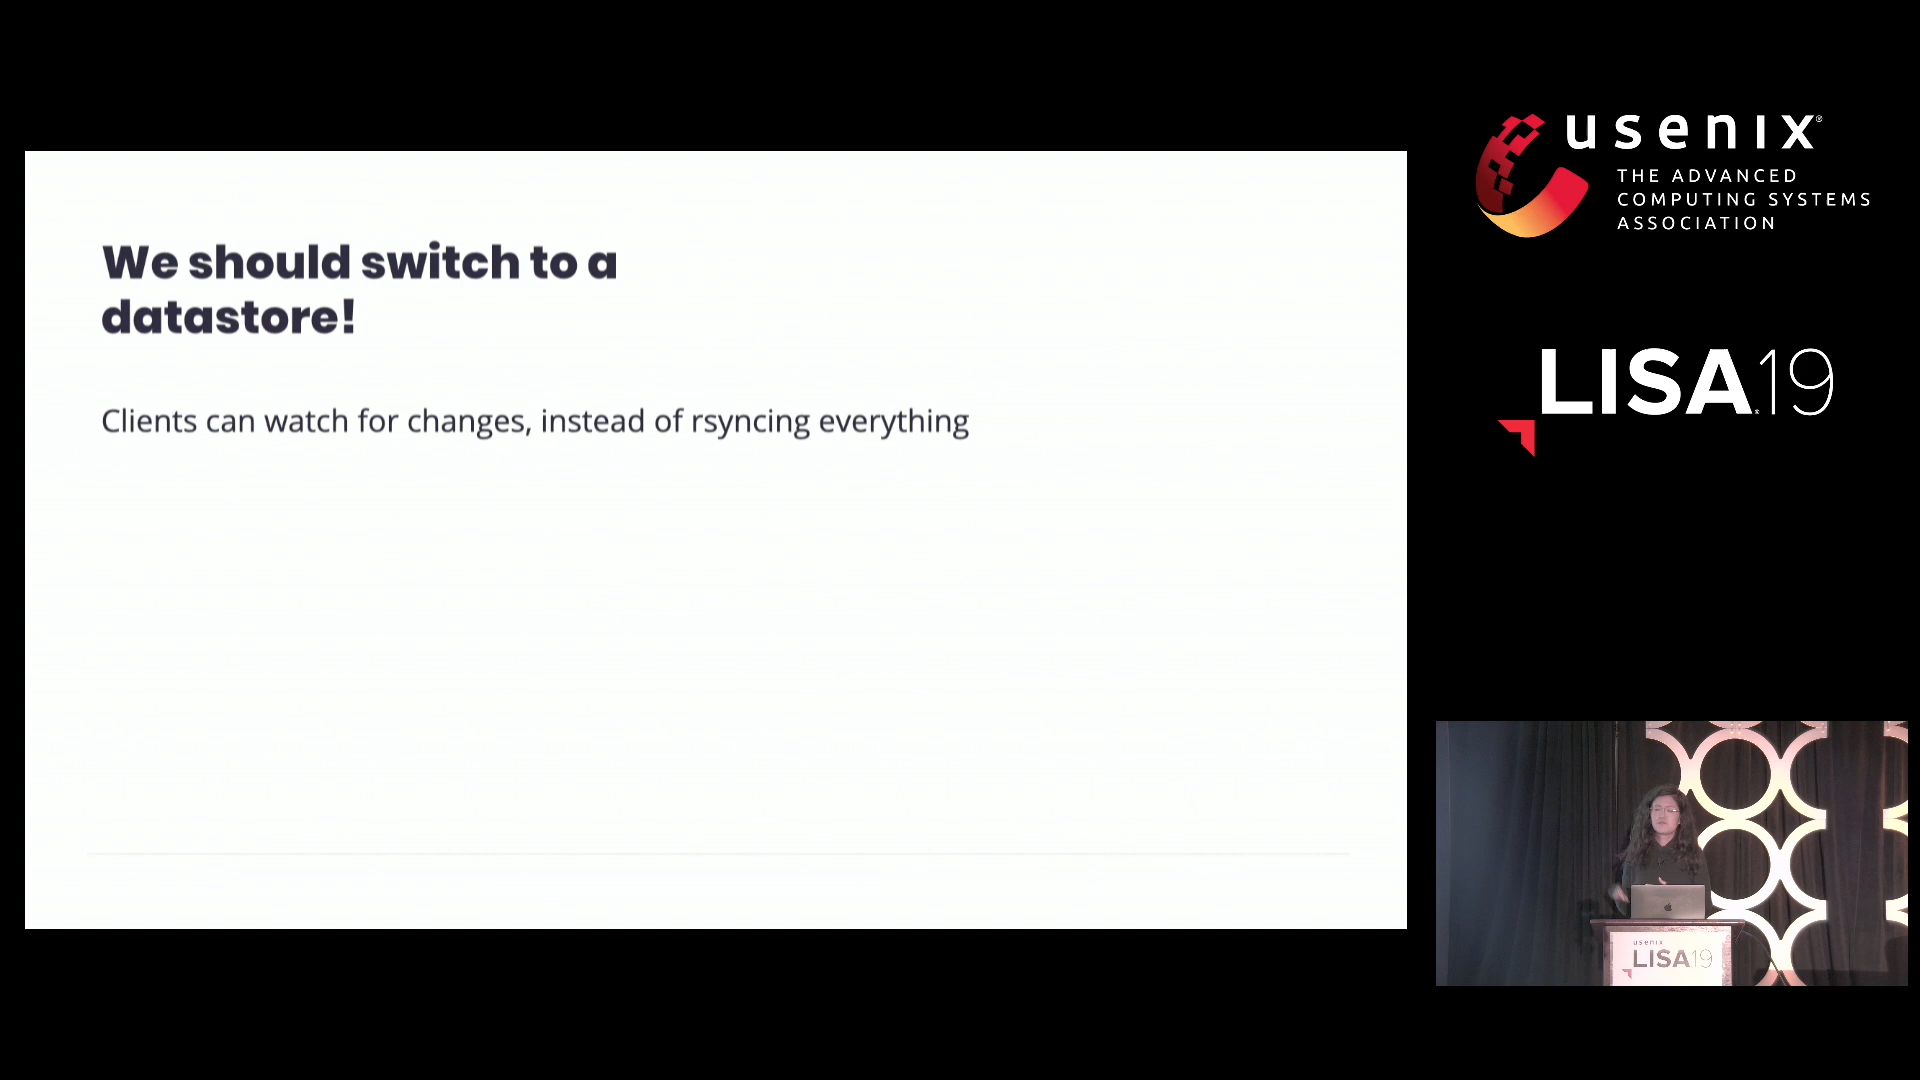 We should switch to a
datastore!
Clients can watch for changes, instead of rsyncing everything
usenix®
THE ADVANCED
COMPUTING SYSTEMS
ASSOCIATION
LISA19
usenix
LISA19